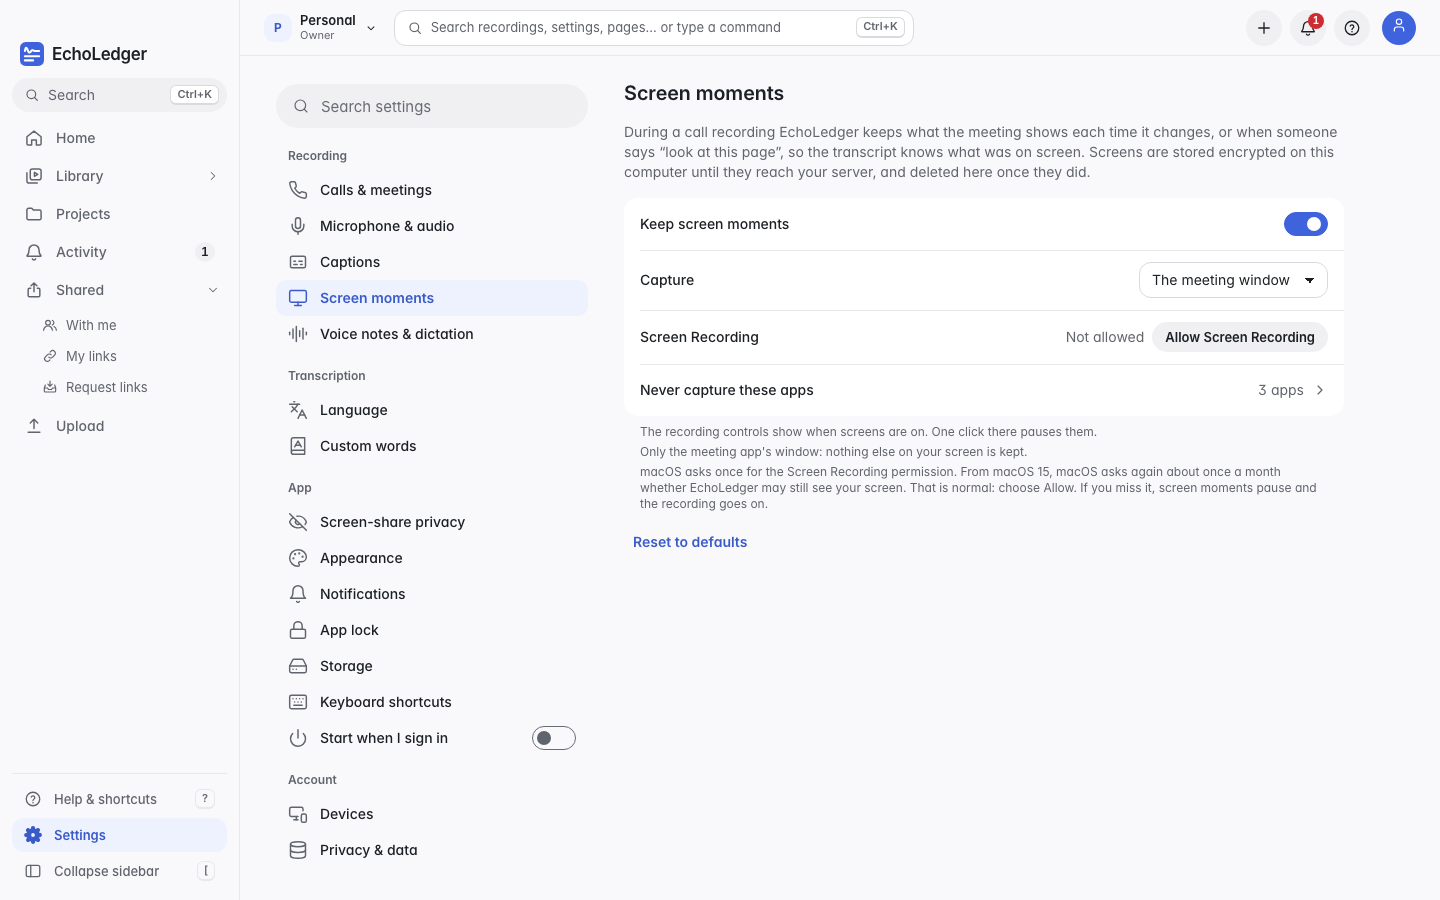 EchoLedger
Search
Ctrl+K
Home
Library
Projects
Activity
1
Shared
With me
My links
Request links
Upload
Help & shortcuts
?
Settings
Collapse sidebar
[
P
Personal
Owner
Search recordings, settings, pages... or type a command
Ctrl+K
1
Search settings
Recording
Calls & meetings
Microphone & audio
Captions
Screen moments
Voice notes & dictation
Transcription
Language
Custom words
App
Screen-share privacy
Appearance
Notifications
App lock
Storage
Keyboard shortcuts
Start when I sign in
Account
Devices
Privacy & data
Screen moments
During a call recording EchoLedger keeps what the meeting shows each time it changes, or when someone
says “look at this page”, so the transcript knows what was on screen. Screens are stored encrypted on this
computer until they reach your server, and deleted here once they did.
Keep screen moments
Capture
The meeting window
Screen Recording
Not allowed
Allow Screen Recording
Never capture these apps
3 apps
The recording controls show when screens are on. One click there pauses them.
Only the meeting app's window: nothing else on your screen is kept.
macOS asks once for the Screen Recording permission. From macOS 15, macOS asks again about once a month
whether EchoLedger may still see your screen. That is normal: choose Allow. If you miss it, screen moments pause and
the recording goes on.
Reset to defaults